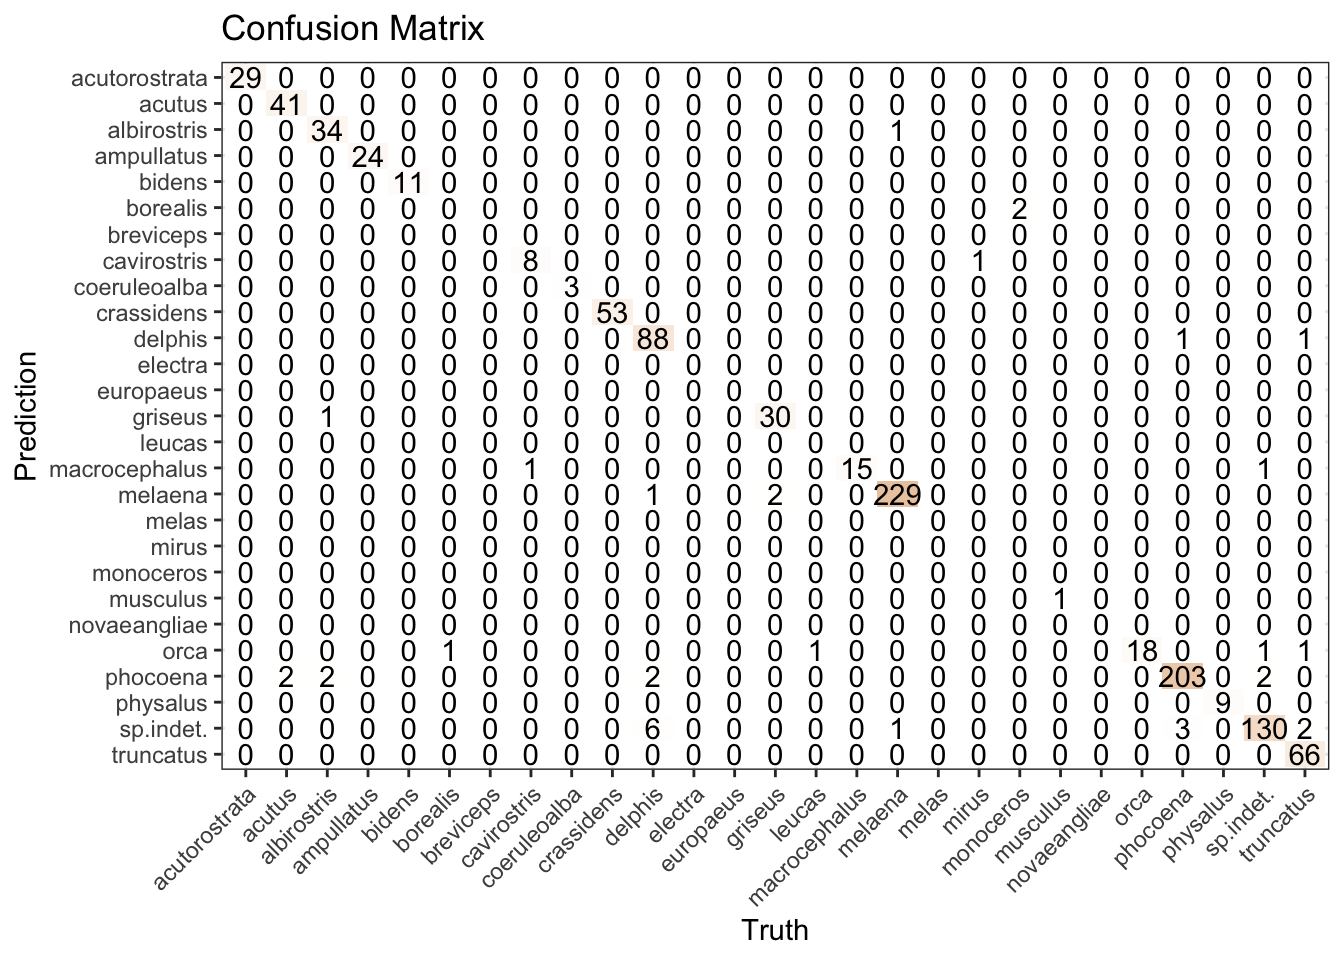 Confusion Matrix
acutorostrata 29 0 0 0 0 0 0 0 0 0 0 0 0 0 0 0 0 0 0 0 0 0 0 0 0 0 0
acutus 0 41 0 0 0 0 0 0 0 0 0 0 0 0 0 0 0 0 0 0 0 0 0 0 0 0 0
albirostris 0 0 34 0 0 0 0 0 0 0 0 0 0 0 0 0 1 0 0 0 0 0 0 0 0 0 0
ampullatus 0 0 0 24 0 0 0 0 0 0 0 0 0 0 0 0 0 0 0 0 0 0 0 0 0 0 0
bidens 0 0 0 0 11 0 0 0 0 0 0 0 0 0 0 0 0 0 0 0 0 0 0 0 0 0 0
borealis 0 0 0 0 0 0 0 0 0 0 0 0 0 0 0 0 0 0 0 2 0 0 0 0 0 0 0
breviceps 0 0 0 0 0 0 0 0 0 0 0 0 0 0 0 0 0 0 0 0 0 0 0 0 0 0 0
cavirostris 0 0 0 0 0 0 0 8 0 0 0 0 0 0 0 0 0 0 1 0 0 0 0 0 0 0 0
coeruleoalba 0 0 0 0 0 0 0 0 3 0 0 0 0 0 0 0 0 0 0 0 0 0 0 0 0 0 0
crassidens 0 0 0 0 0 0 0 0 0 53 0 0 0 0 0 0 0 0 0 0 0 0 0 0 0 0 0
delphis 0 0 0 0 0 0 0 0 0 0 88 0 0 0 0 0 0 0 0 0 0 0 0 1 0 0 1
electra 0 0 0 0 0 0 0 0 0 0 0 0 0 0 0 0 0 0 0 0 0 0 0 0 0 0 0
europaeus 0 0 0 0 0 0 0 0 0 0 0 0 0 0 0 0 0 0 0 0 0 0 0 0 0 0 0
griseus 0 0 1 0 0 0 0 0 0 0 0 0 0 30 0 0 0 0 0 0 0 0 0 0 0 0 0
leucas 0 0 0 0 0 0 0 0 0 0 0 0 0 0 0 0 0 0 0 0 0 0 0 0 0 0 0
macrocephalus 0 0 0 0 0 0 0 1 0 0 0 0 0 0 0 15 0 0 0 0 0 0 0 0 0 1 0
melaena 0 0 0 0 0 0 0 0 0 0 1 0 0 2 0 0 229 0 0 0 0 0 0 0 0 0 0
melas 0 0 0 0 0 0 0 0 0 0 0 0 0 0 0 0 0 0 0 0 0 0 0 0 0 0 0
mirus 0 0 0 0 0 0 0 0 0 0 0 0 0 0 0 0 0 0 0 0 0 0 0 0 0 0 0
monoceros 0 0 0 0 0 0 0 0 0 0 0 0 0 0 0 0 0 0 0 0 0 0 0 0 0 0 0
musculus 0 0 0 0 0 0 0 0 0 0 0 0 0 0 0 0 0 0 0 0 1 0 0 0 0 0 0
novaeangliae 0 0 0 0 0 0 0 0 0 0 0 0 0 0 0 0 0 0 0 0 0 0 0 0 0 0 0
orca 0 0 0 0 0 1 0 0 0 0 0 0 0 0 1 0 0 0 0 0 0 0 18 0 0 1 1
phocoena 0 2 2 0 0 0 0 0 0 0 2 0 0 0 0 0 0 0 0 0 0 0 0 203 0 2 0
physalus 0 0 0 0 0 0 0 0 0 0 0 0 0 0 0 0 0 0 0 0 0 0 0 0 9 0 0
sp.indet. 0 0 0 0 0 0 0 0 0 0 6 0 0 0 0 0 1 0 0 0 0 0 0 3 0 130 2
truncatus 0 0 0 0 0 0 0 0 0 0 0 0 0 0 0 0 0 0 0 0 0 0 0 0 0 0 66
Prediction
acutorostrata
acutus
albirostris
ampullatus
bidens
borealis
breviceps
cavirostris
coeruleoalba
crassidens
delphis
electra
europaeus
griseus
leucas
macrocephalus
melaena
melas
mirus
monoceros
musculus
novaeangliae
orca
phocoena
physalus
sp.indet.
truncatus
Truth